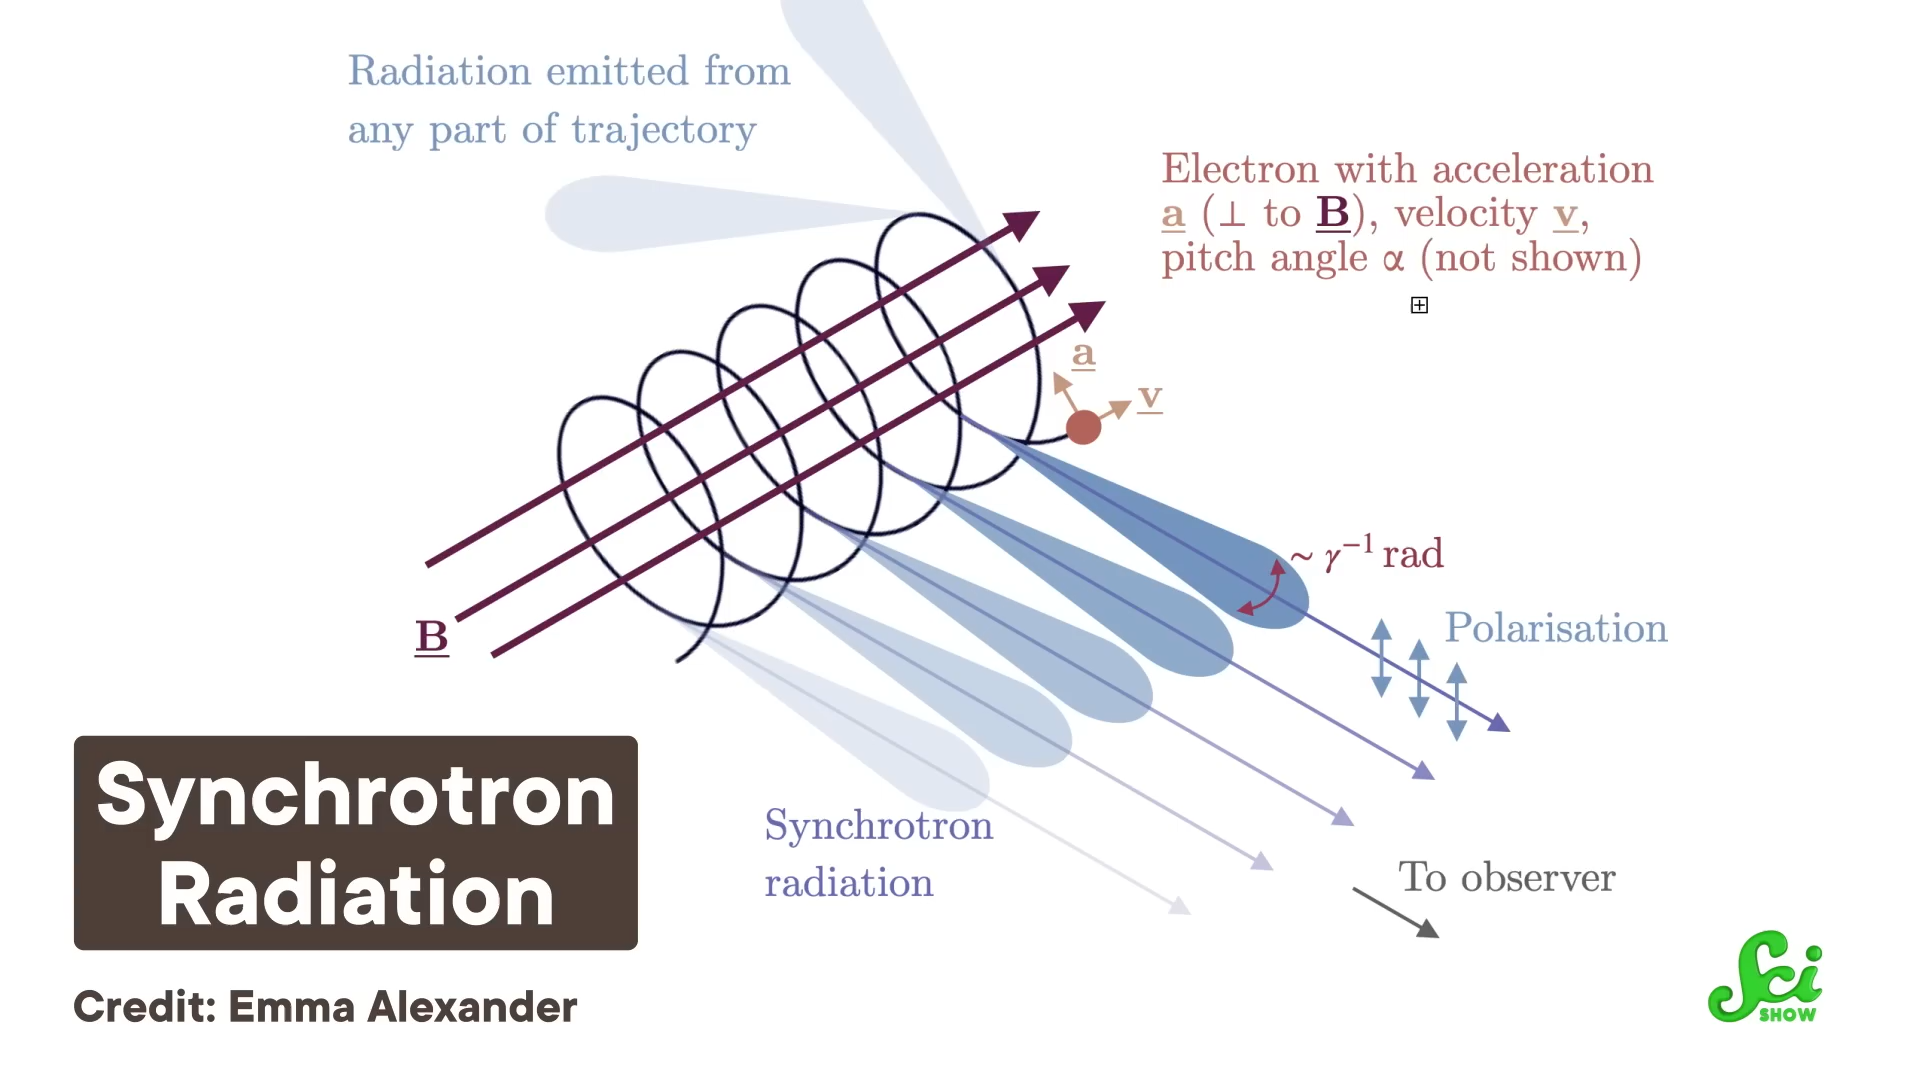 Radiation emitted from
any part of trajectory
Electron with acceleration
a (⊥ to B), velocity v,
pitch angle α (not shown)
a
v
~ γ⁻¹ rad
Polarisation
B
Synchrotron
Radiation
Synchrotron
radiation
To observer
Credit: Emma Alexander
Sci
SHOW